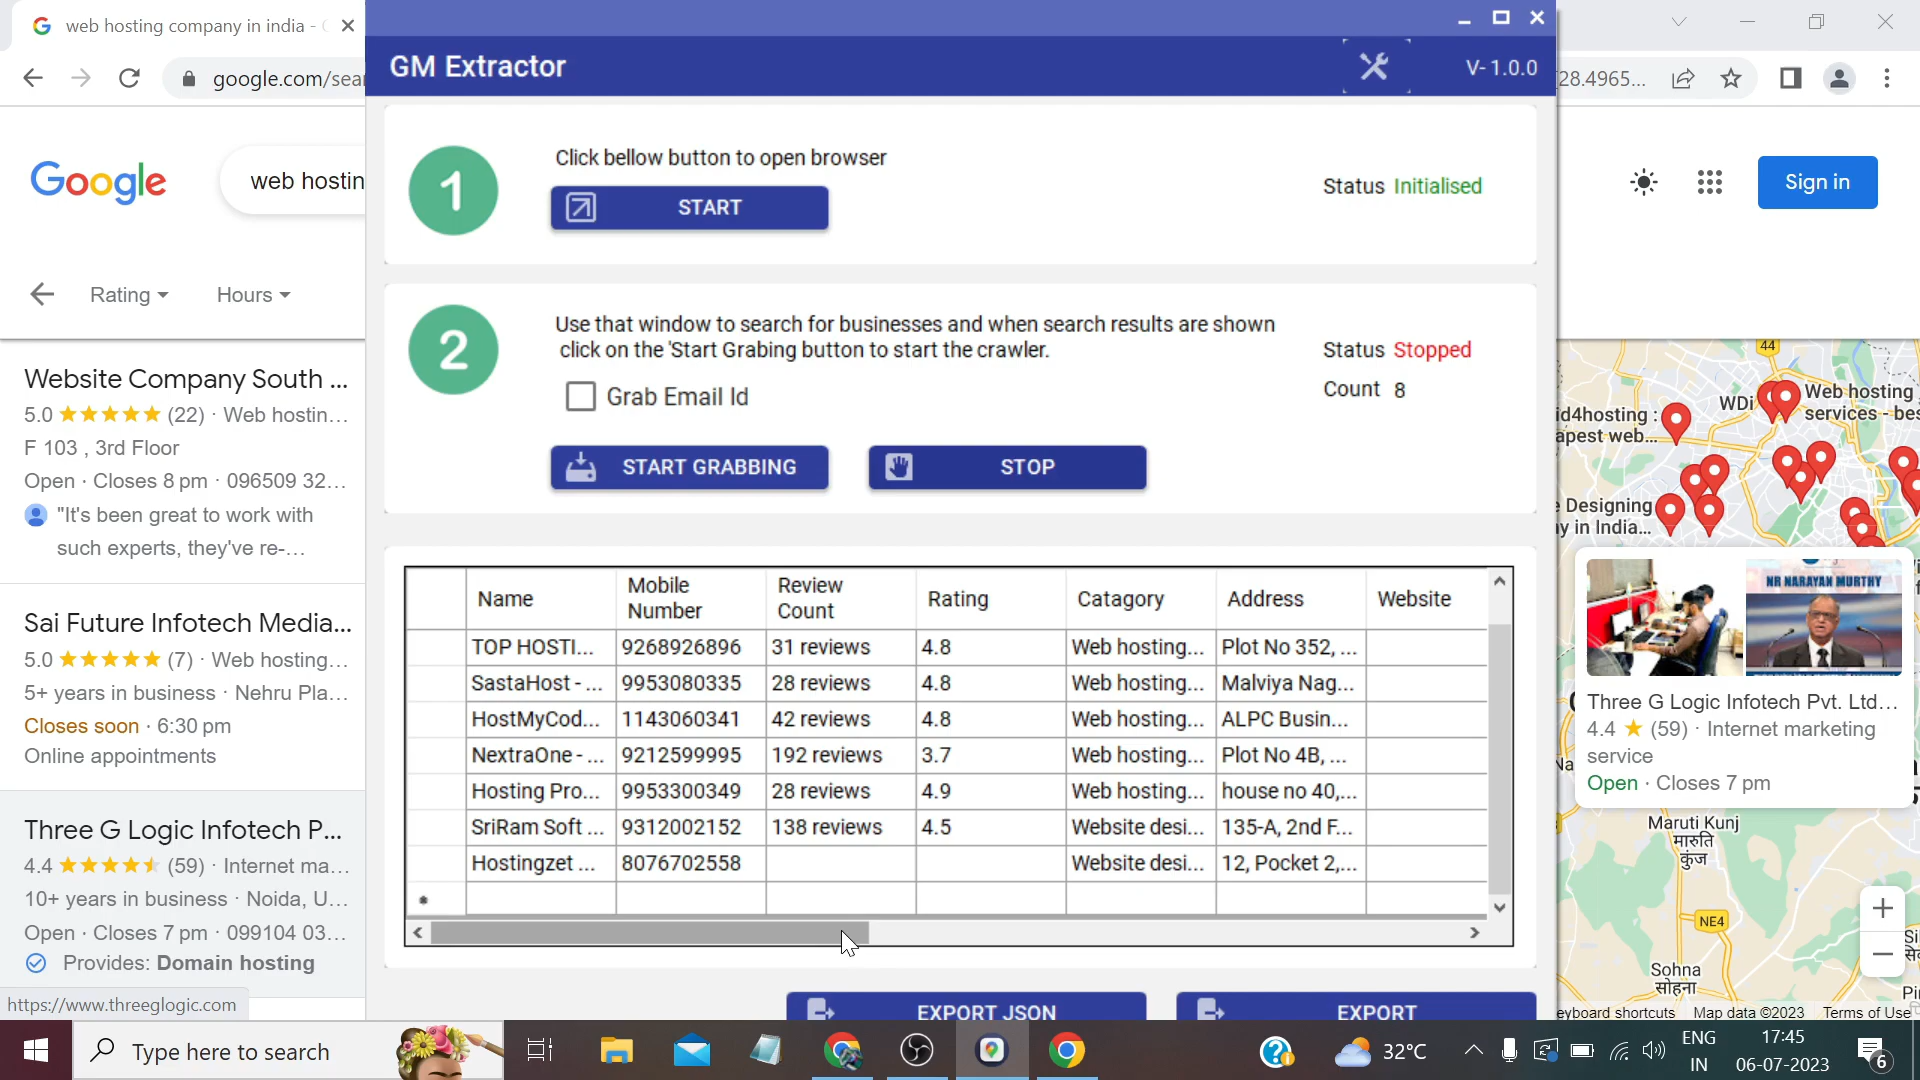 web hosting company in india -
google.com/sear
28.4965...
GM Extractor
V- 1.0.0
Click bellow button to open browser
START
Status Initialised
Google
web hostin
Sign in
Rating
Hours
Use that window to search for businesses and when search results are shown
click on the 'Start Grabing button to start the crawler.
Grab Email Id
Status Stopped
Count 8
START GRABBING
STOP
1
2
Website Company South ...
5.0 (22) · Web hostin...
F 103 , 3rd Floor
Open · Closes 8 pm · 096509 32...
"It's been great to work with
such experts, they've re-...
Sai Future Infotech Media...
5.0 (7) · Web hosting...
5+ years in business · Nehru Pla...
Closes soon · 6:30 pm
Online appointments
Three G Logic Infotech P...
4.4 (59) · Internet ma...
10+ years in business · Noida, U...
Open · Closes 7 pm · 099104 03...
Provides: Domain hosting
https://www.threeglogic.com
Name Mobile Number Review Count Rating Catagory Address Website
TOP HOSTI... 9268926896 31 reviews 4.8 Web hosting... Plot No 352, ...
SastaHost - ... 9953080335 28 reviews 4.8 Web hosting... Malviya Nag...
HostMyCod... 1143060341 42 reviews 4.8 Web hosting... ALPC Busin...
NextraOne - ... 9212599995 192 reviews 3.7 Web hosting... Plot No 4B, ...
Hosting Pro... 9953300349 28 reviews 4.9 Web hosting... house no 40,...
SriRam Soft ... 9312002152 138 reviews 4.5 Website desi... 135-A, 2nd F...
Hostingzet ... 8076702558 Website desi... 12, Pocket 2,...
EXPORT JSON
EXPORT
44
WDi
Web hosting
services - bes
id4hosting :
apest web...
e Designing
y in India...
NR NARAYAN MURTHY
Three G Logic Infotech Pvt. Ltd...
4.4 (59) · Internet marketing
service
Open · Closes 7 pm
Maruti Kunj
मारुति
कुंज
NE4
Sohna
सोहना
eyboard shortcuts Map data ©2023 Terms of Use
Type here to search
32°C
ENG
IN
17:45
06-07-2023
6